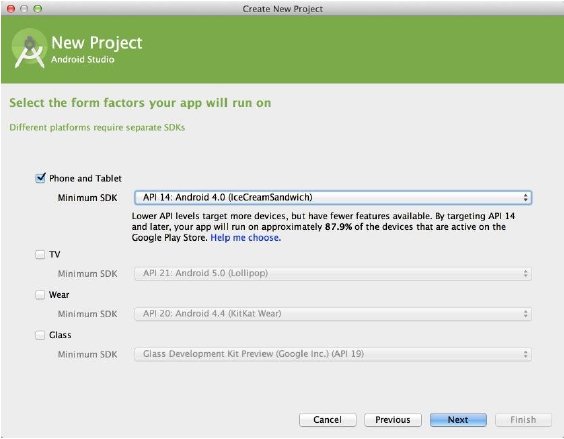 Create New Project
New Project
Android Studio
Select the form factors your app will run on
Different platforms require separate SDKs
Phone and Tablet
Minimum SDK API 14: Android 4.0 (IceCreamSandwich)
Lower API levels target more devices, but have fewer features available. By targeting API 14
and later, your app will run on approximately 87.9% of the devices that are active on the
Google Play Store. Help me choose.
TV
Minimum SDK API 21: Android 5.0 (Lollipop)
Wear
Minimum SDK API 20: Android 4.4 (KitKat Wear)
Glass
Minimum SDK Glass Development Kit Preview (Google Inc.) (API 19)
Cancel Previous Next Finish